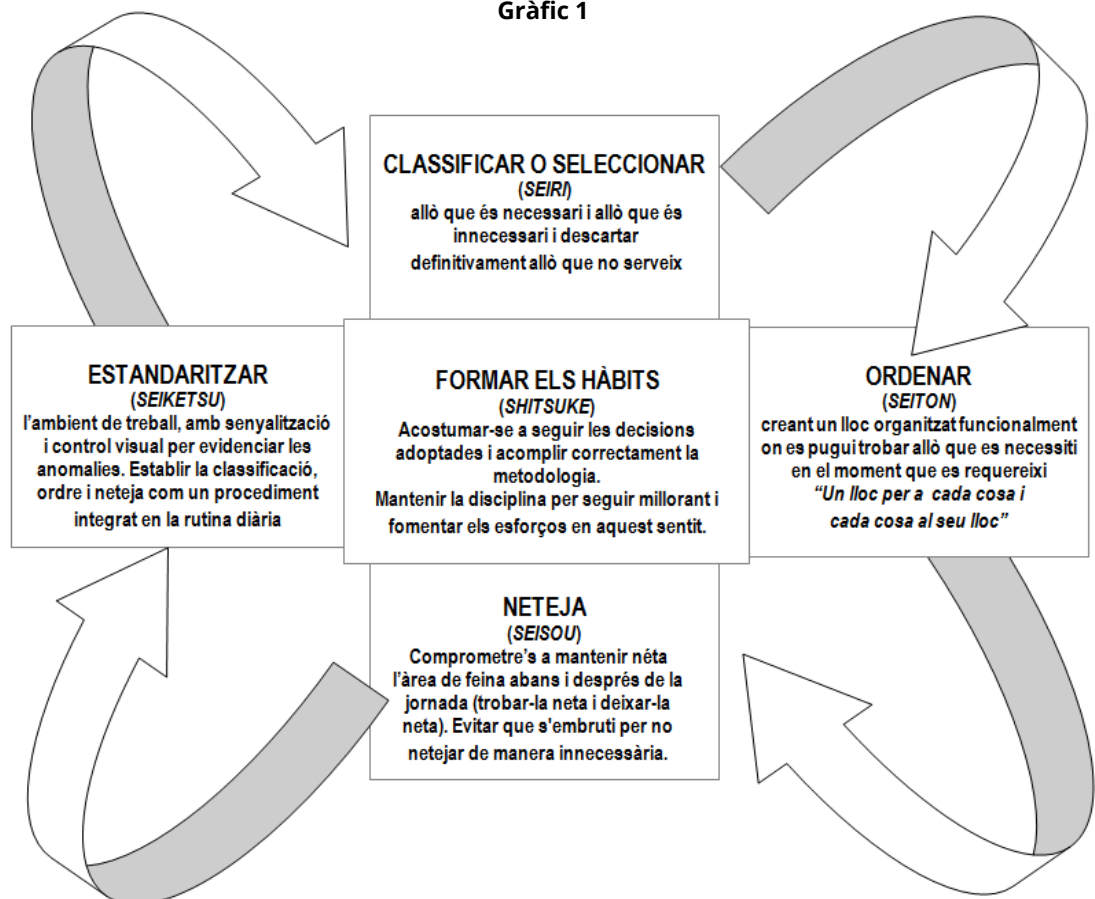 Gràfic 1
CLASSIFICAR O SELECCIONAR
(SEIRI)
allò que és necessari i allò que és
innecessari i descartar
definitivament allò que no serveix
ESTANDARITZAR
(SEIKETSU)
l'ambient de treball, amb senyalització
i control visual per evidenciar les
anomalies. Establir la classificació,
ordre i neteja com un procediment
integrat en la rutina diària
FORMAR ELS HÀBITS
(SHITSUKE)
Acostumar-se a seguir les decisions
adoptades i acomplir correctament la
metodologia.
Mantenir la disciplina per seguir millorant i
fomentar els esforços en aquest sentit.
ORDENAR
(SEITON)
creant un lloc organitzat funcionalment
on es pugui trobar allò que es necessiti
en el moment que es requereixi
“Un lloc per a cada cosa i
cada cosa al seu lloc”
NETEJA
(SEISOU)
Comprometre's a mantenir néta
l'àrea de feina abans i després de la
jornada (trobar-la neta i deixar-la
neta). Evitar que s'embruti per no
netejar de manera innecessària.